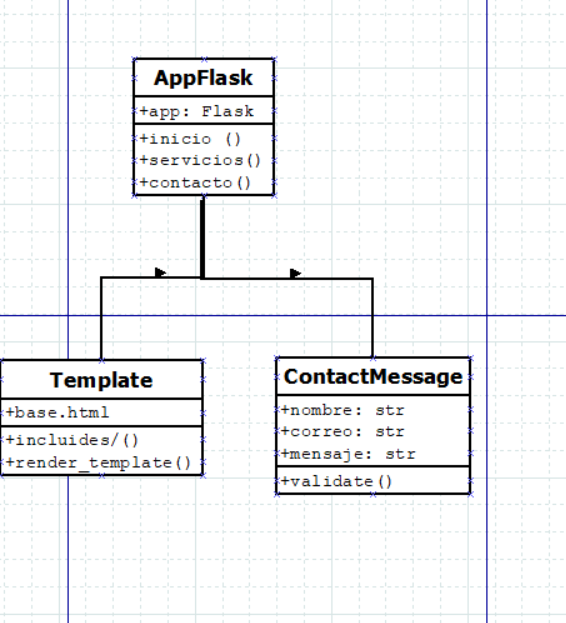 AppFlask
+app: Flask
+inicio ()
+servicios()
+contacto()
Template
+base.html
+incluides/()
+render_template()
ContactMessage
+nombre: str
+correo: str
+mensaje: str
+validate()